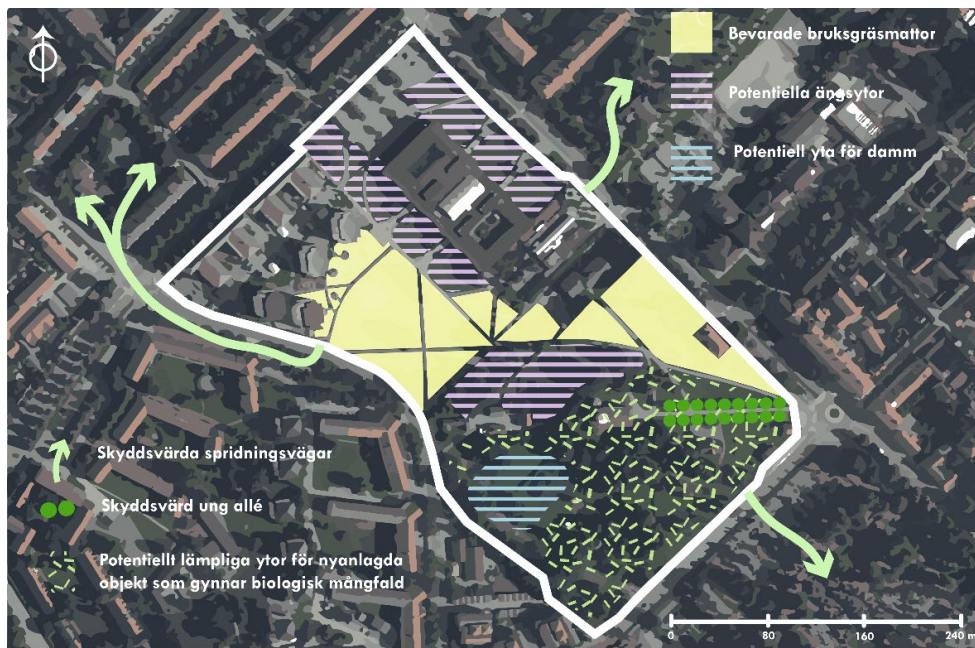 Bevarade bruksgräsmattor
Potentiella ängsytor
Potentiell yta för damm
Skyddsvärda spridningsvägar
Skyddsvärd ung allé
Potentiellt lämpliga ytor för nyanlagda
objekt som gynnar biologisk mångfald
0 80 160 240 m